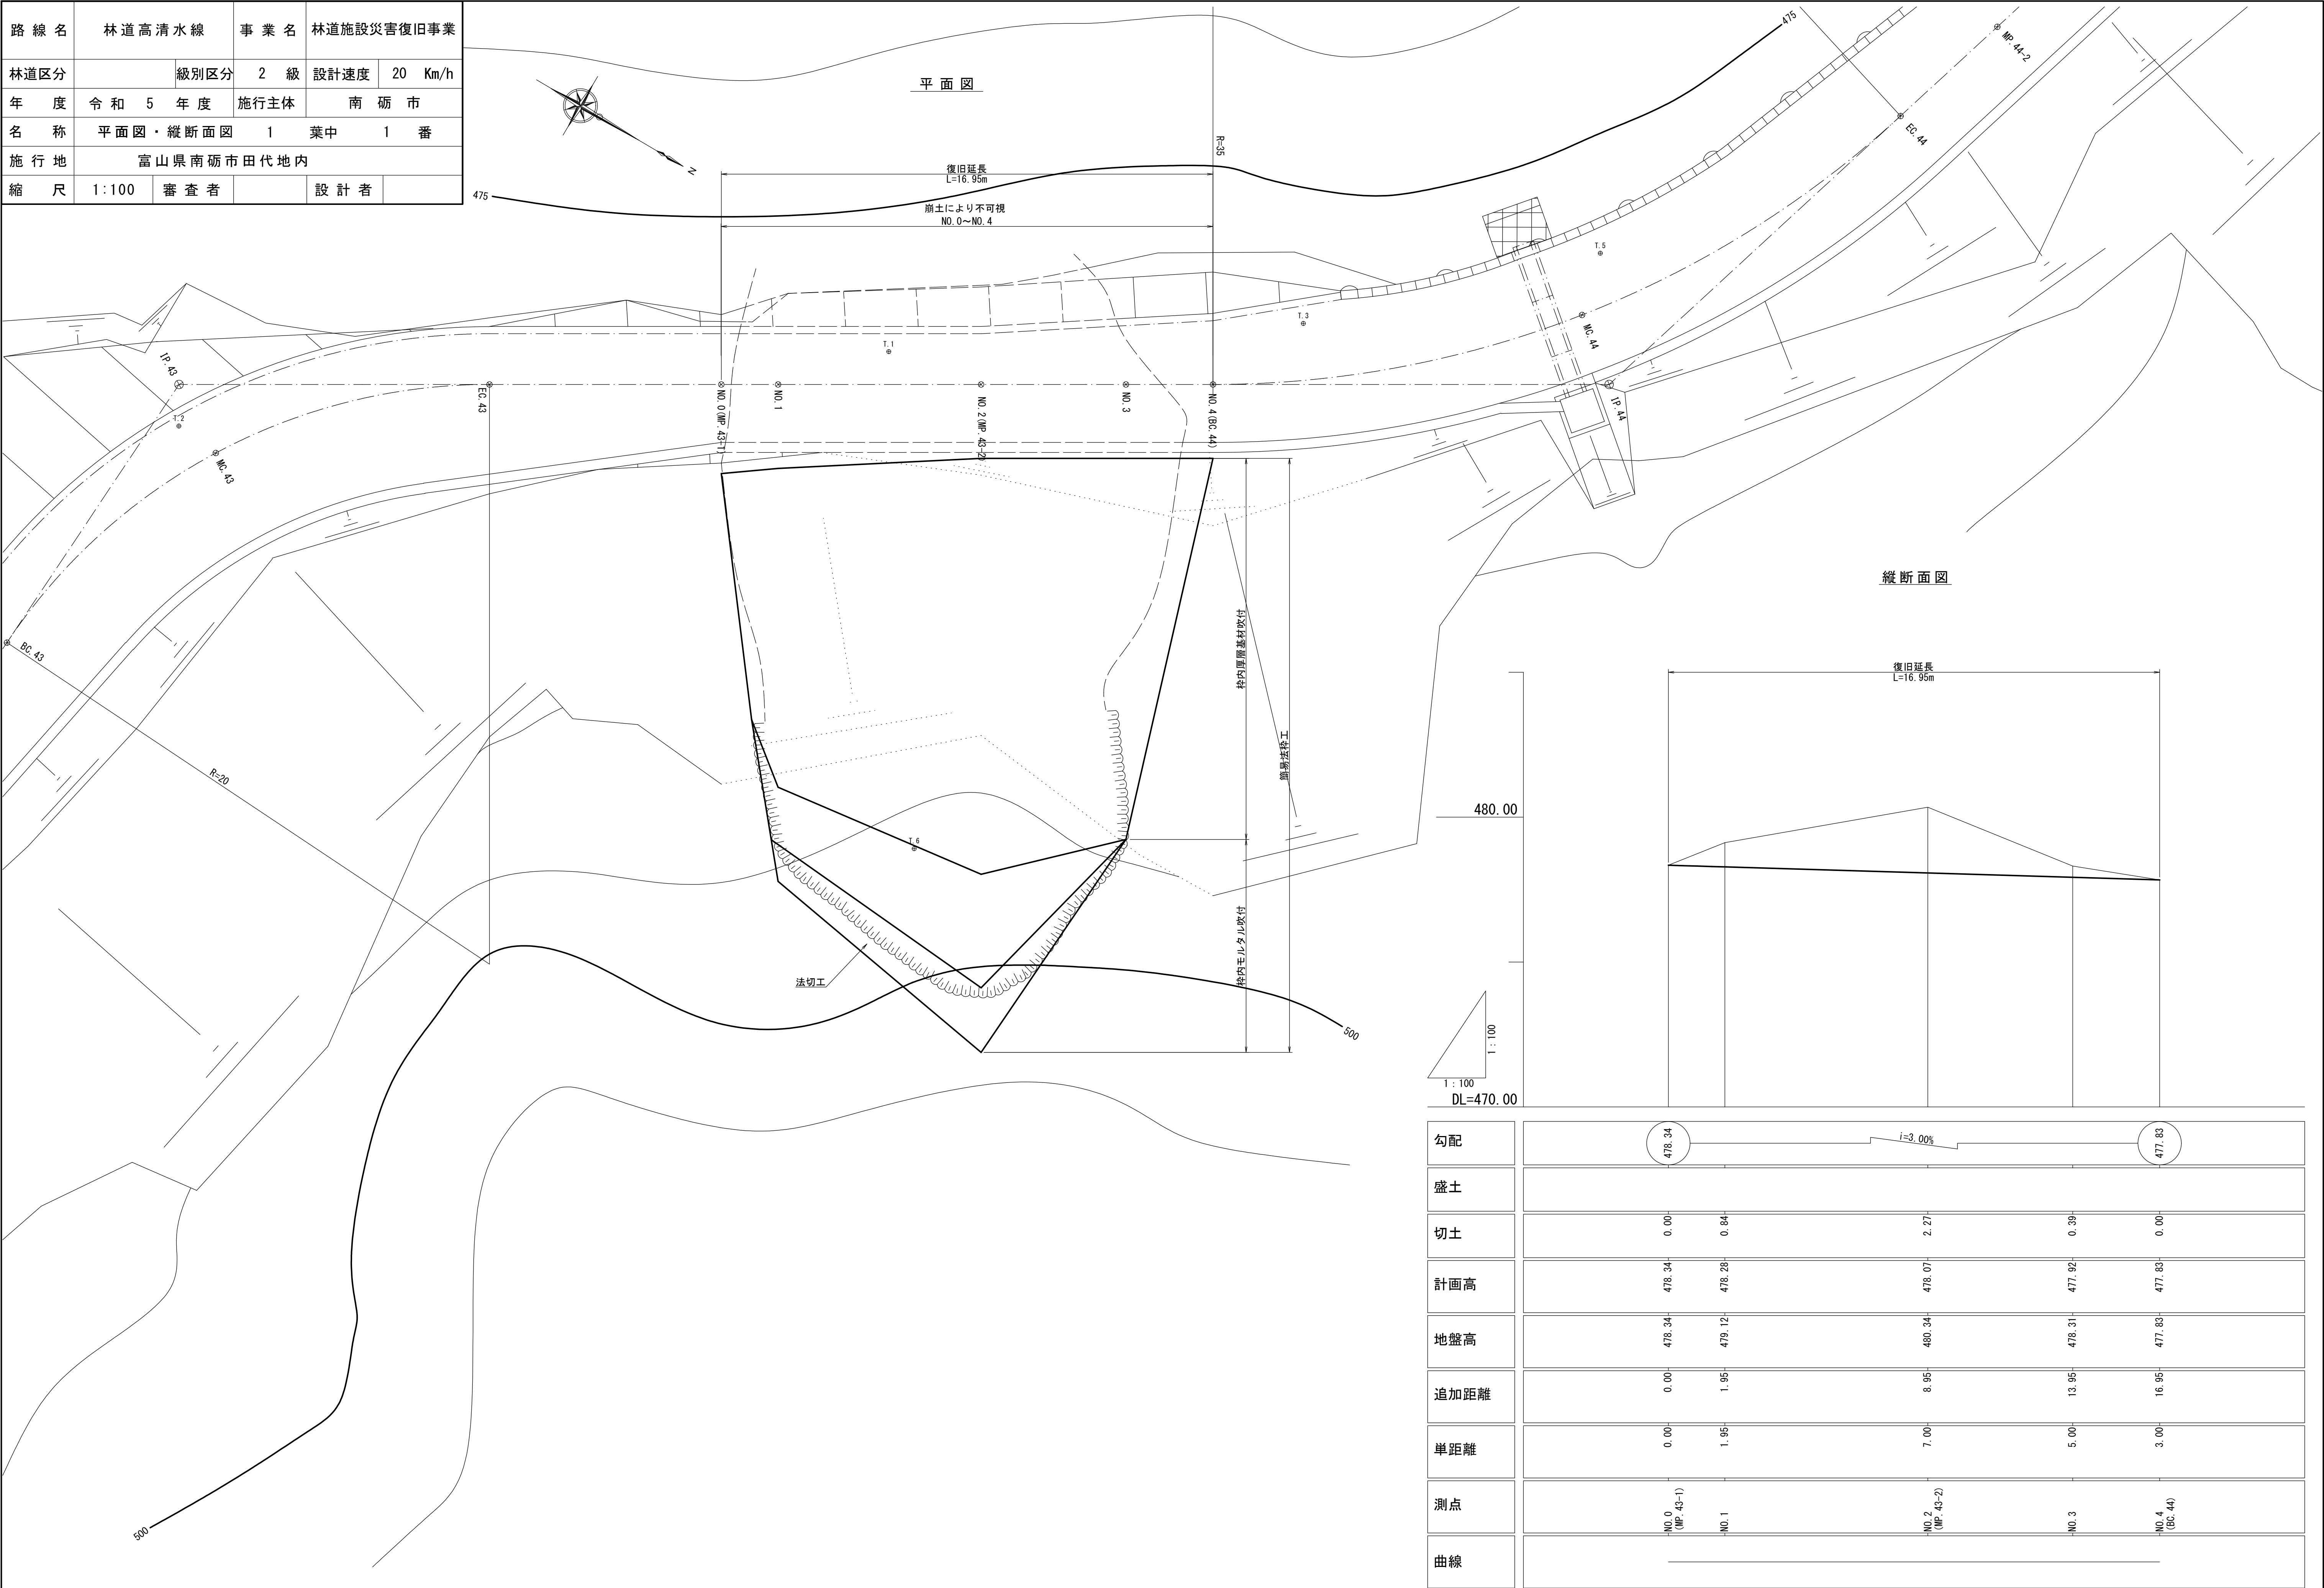 路線名 林道高清水線 事業名 林道施設災害復旧事業
林道区分 級別区分 2 級 設計速度 20 Km/h
年度 令和 5 年度 施行主体 南砺市
名称 平面図・縦断面図 1 葉中 1 番
施行地 富山県南砺市田代地内
縮尺 1:100 審査者 設計者
平面図
N
475
475
R=35
復旧延長
L=16.95m
崩土により不可視
NO.0～NO.4
MP.44-2
EC.44
T.5
T.3
T.1
MC.44
IP.43
T.2
EC.43
NO.0(MP.43-1)
NO.1
NO.2(MP.43-2)
NO.3
NO.4(BC.44)
IP.44
MC.43
BC.43
R=20
枠内厚層基材吹付
簡易法枠工
枠内モルタル吹付
T.6
法切工
500
500
縦断面図
復旧延長
L=16.95m
480.00
1:100
1:100
DL=470.00
勾配 478.34 i=3.00% 477.83
盛土
切土 0.00 0.84 2.27 0.39 0.00
計画高 478.34 478.28 478.07 477.92 477.83
地盤高 478.34 479.12 480.34 478.31 477.83
追加距離 0.00 1.95 8.95 13.95 16.95
単距離 0.00 1.95 7.00 5.00 3.00
測点 NO.0 (MP.43-1) NO.1 NO.2 (MP.43-2) NO.3 NO.4 (BC.44)
曲線